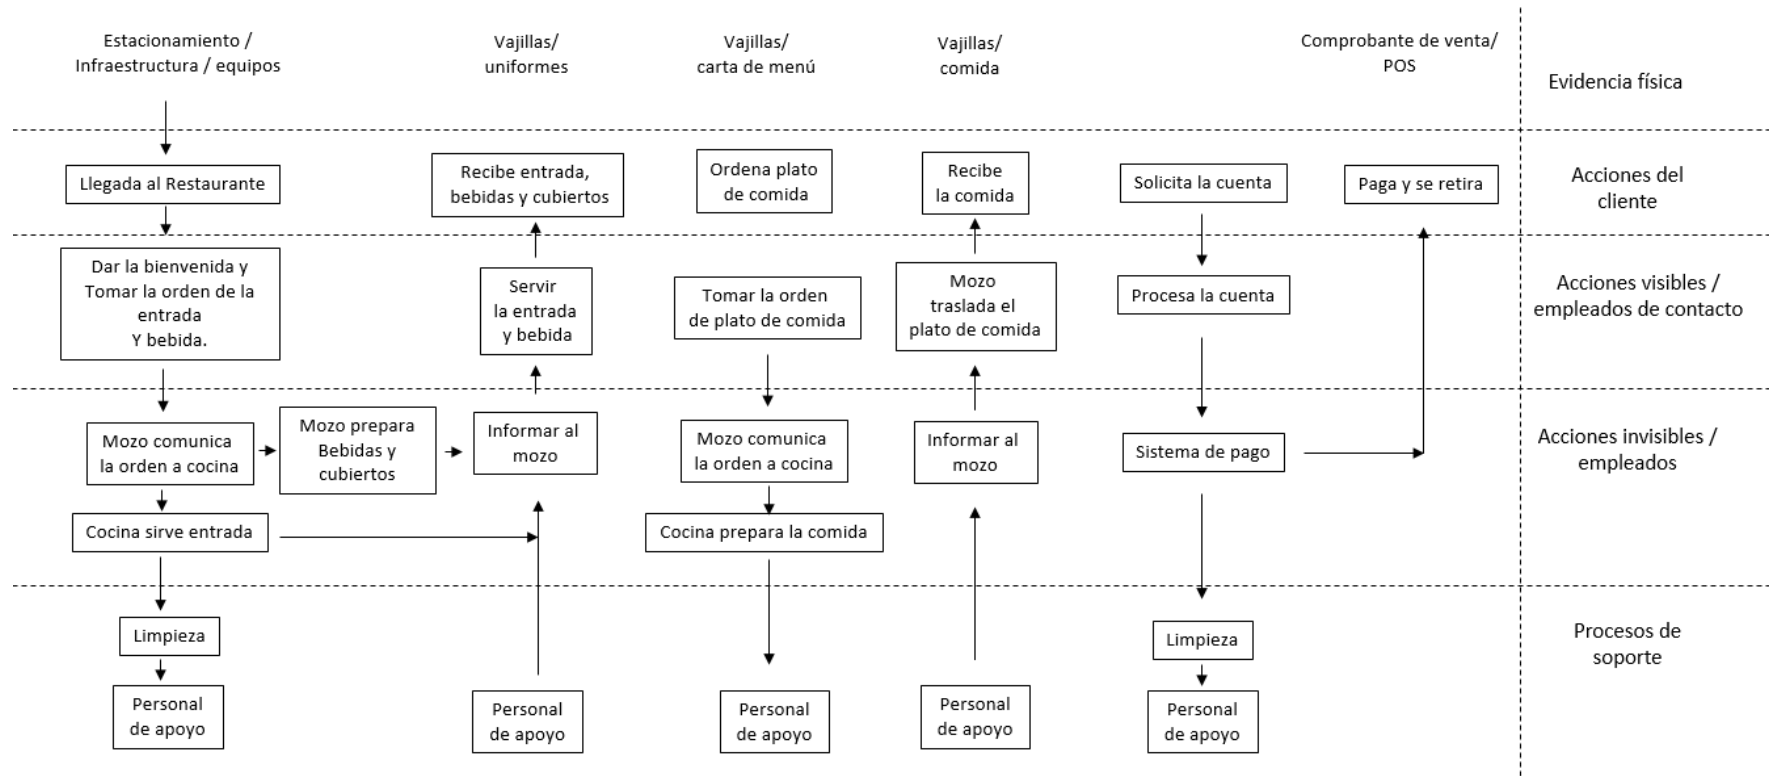 Estacionamiento /
Infraestructura / equipos
Vajillas/
uniformes
Vajillas/
carta de menú
Vajillas/
comida
Comprobante de venta/
POS
Evidencia física
Llegada al Restaurante
Recibe entrada,
bebidas y cubiertos
Ordena plato
de comida
Recibe
la comida
Solicita la cuenta
Paga y se retira
Acciones del
cliente
Dar la bienvenida y
Tomar la orden de la
entrada
Y bebida.
Servir
la entrada
y bebida
Tomar la orden
de plato de comida
Mozo
traslada el
plato de comida
Procesa la cuenta
Acciones visibles /
empleados de contacto
Mozo comunica
la orden a cocina
Mozo prepara
Bebidas y
cubiertos
Informar al
mozo
Mozo comunica
la orden a cocina
Informar al
mozo
Sistema de pago
Acciones invisibles /
empleados
Cocina sirve entrada
Cocina prepara la comida
Limpieza
Limpieza
Procesos de
soporte
Personal
de apoyo
Personal
de apoyo
Personal
de apoyo
Personal
de apoyo
Personal
de apoyo